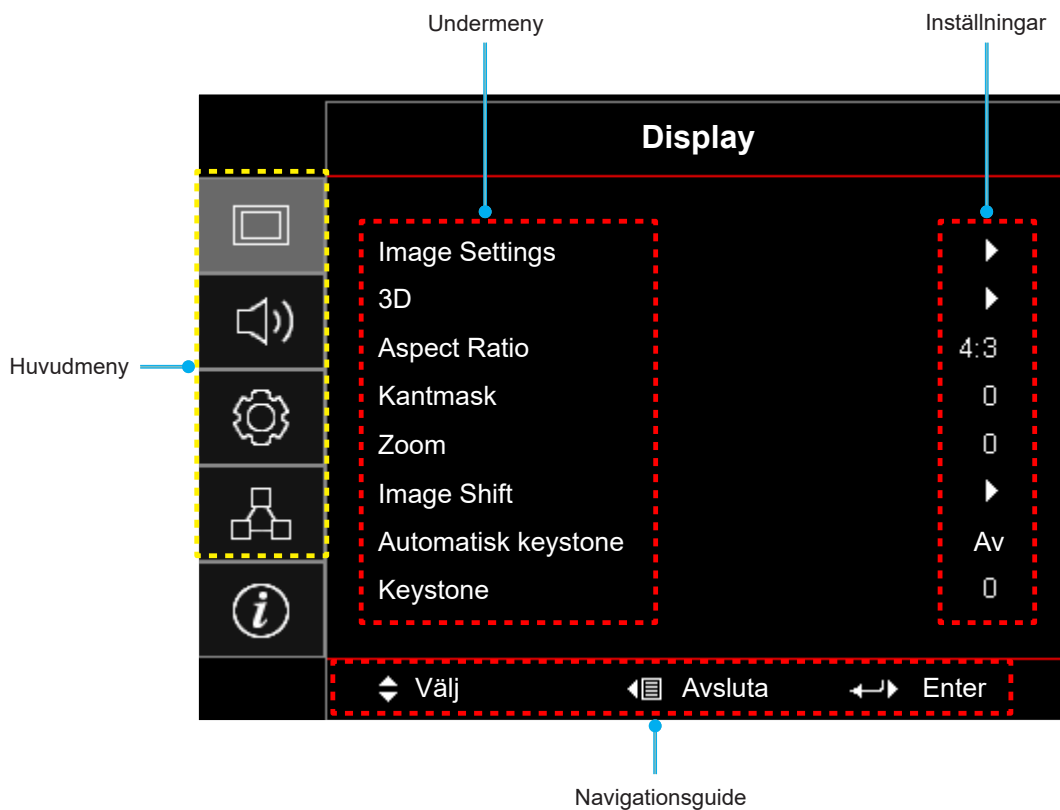 Undermeny
Inställningar
Display
Huvudmeny
Image Settings
3D
Aspect Ratio 4:3
Kantmask 0
Zoom 0
Image Shift
Automatisk keystone Av
Keystone 0
i
Välj Avsluta Enter
Navigationsguide